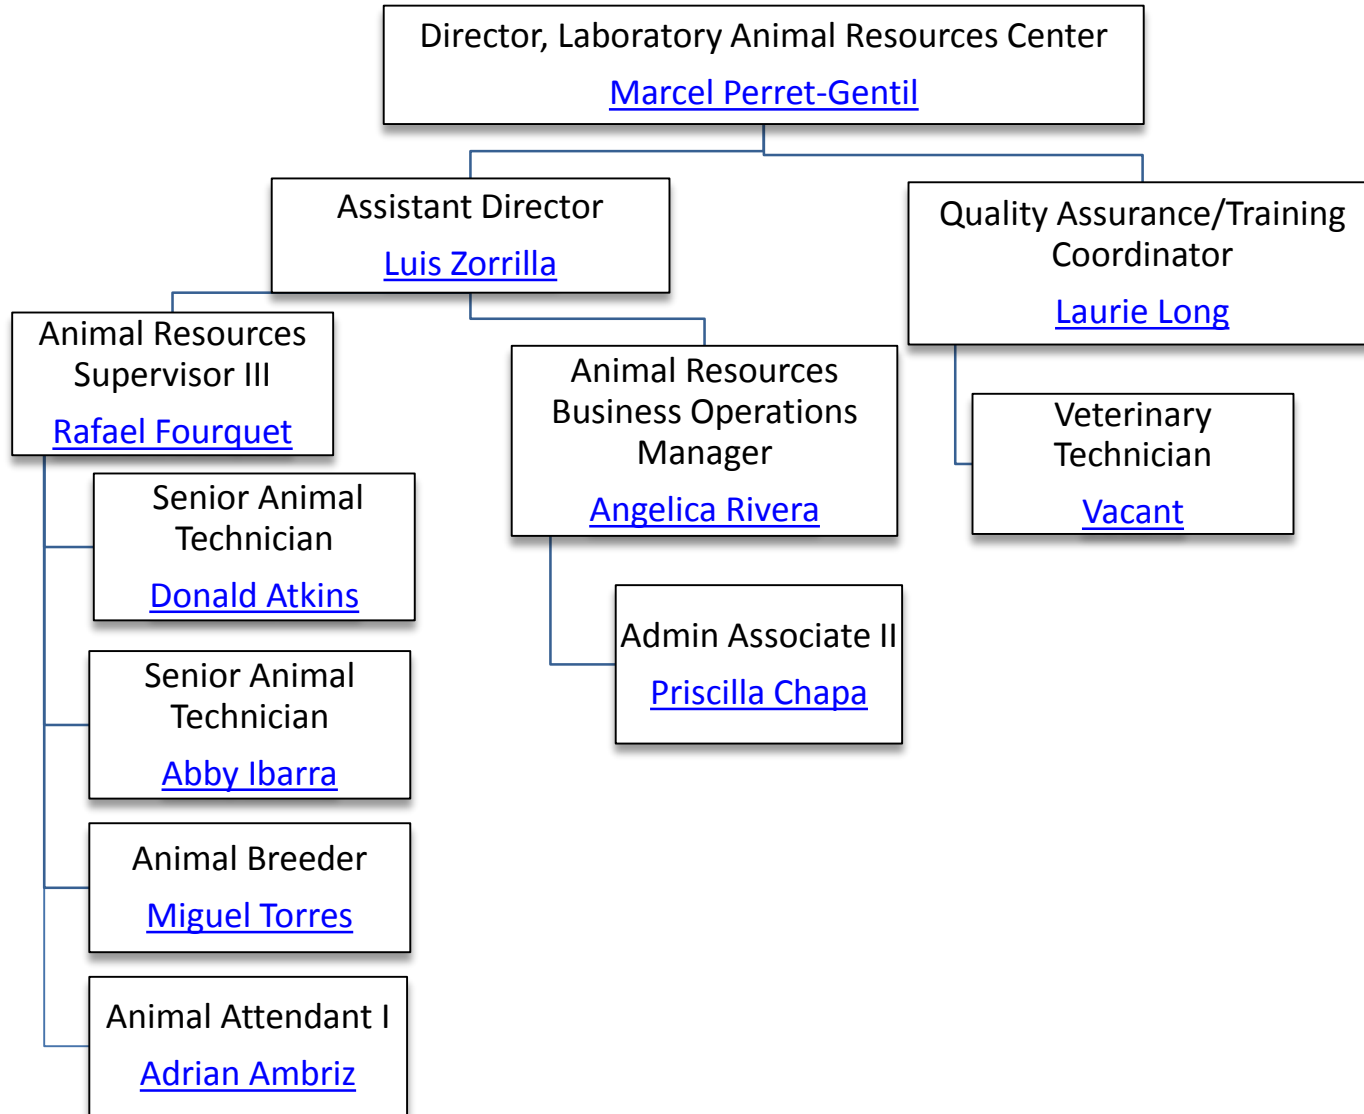 Director, Laboratory Animal Resources Center
Marcel Perret-Gentil
Assistant Director
Luis Zorrilla
Quality Assurance/Training
Coordinator
Laurie Long
Animal Resources
Supervisor III
Rafael Fourquet
Animal Resources
Business Operations
Manager
Angelica Rivera
Veterinary
Technician
Vacant
Senior Animal
Technician
Donald Atkins
Admin Associate II
Priscilla Chapa
Senior Animal
Technician
Abby Ibarra
Animal Breeder
Miguel Torres
Animal Attendant I
Adrian Ambriz